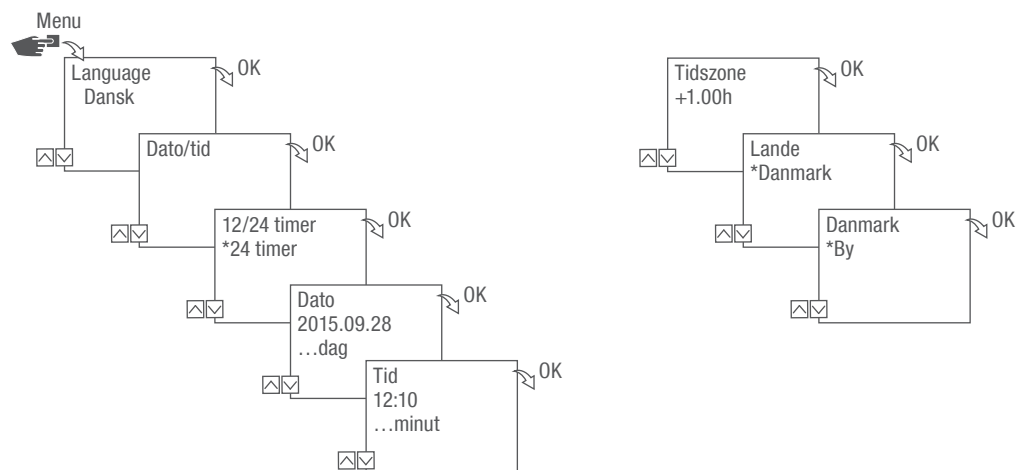 Menu
Language
Dansk
OK
Dato/tid
OK
12/24 timer
*24 timer
OK
Dato
2015.09.28
…dag
OK
Tid
12:10
…minut
OK
Tidszone
+1.00h
OK
Lande
*Danmark
OK
Danmark
*By
OK